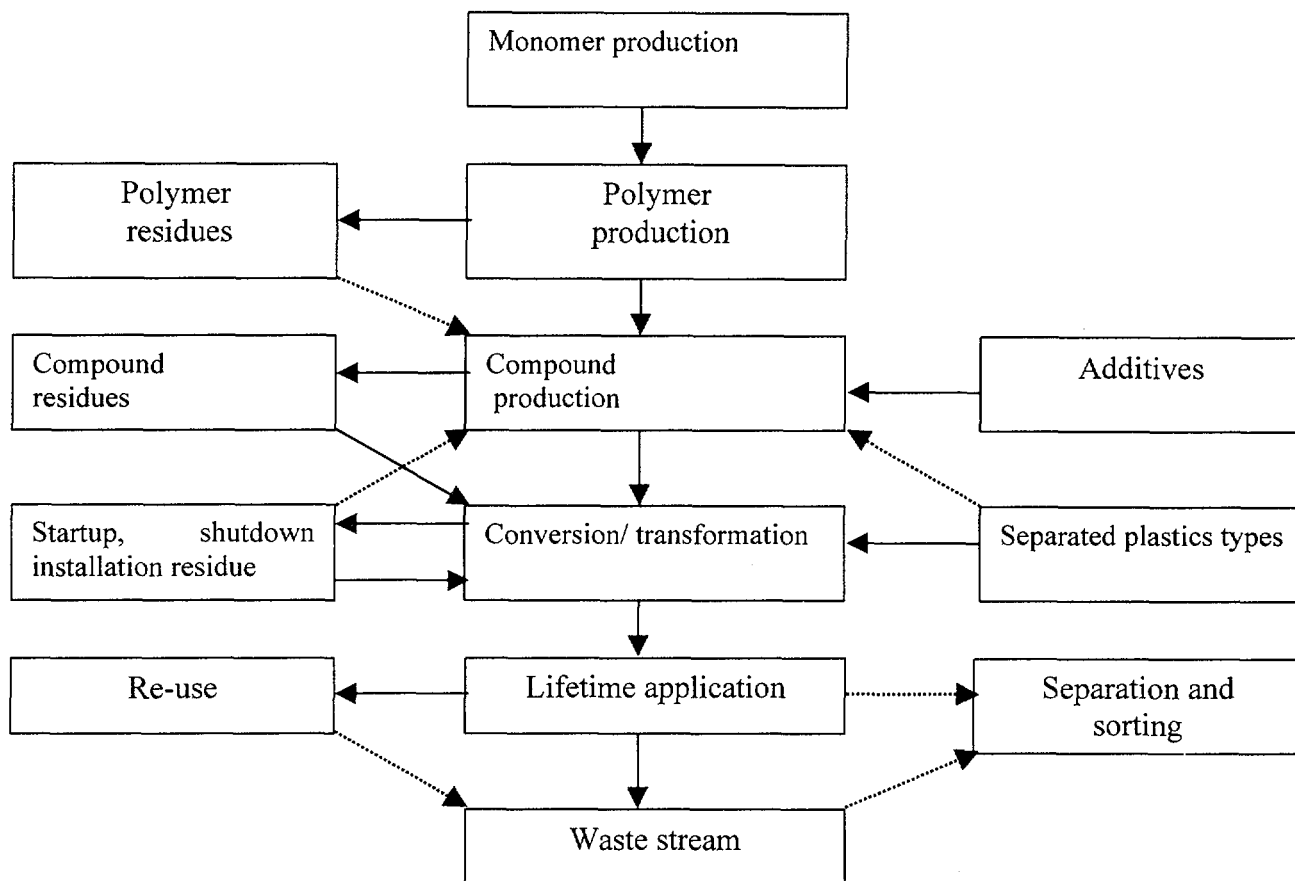 Monomer production
Polymer
residues
Polymer
production
Compound
residues
Compound
production
Additives
Startup, shutdown
installation residue
Conversion/ transformation
Separated plastics types
Re-use
Lifetime application
Separation and
sorting
Waste stream